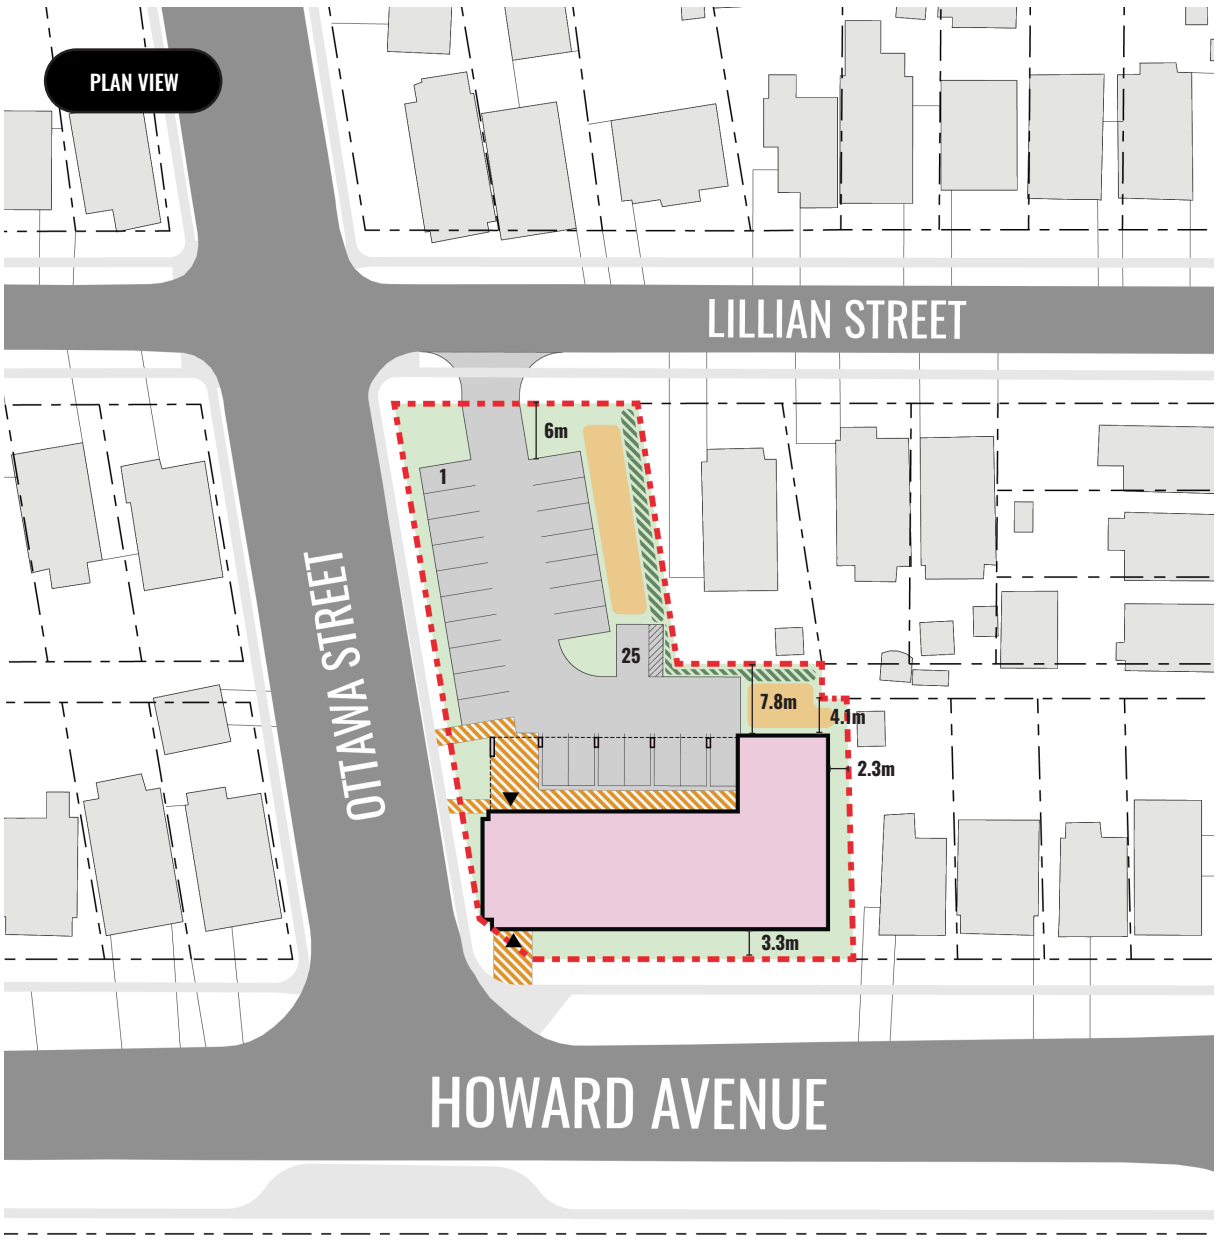 PLAN VIEW
LILLIAN STREET
6m
1
OTTAWA STREET
25
7.8m
4.1m
2.3m
3.3m
HOWARD AVENUE